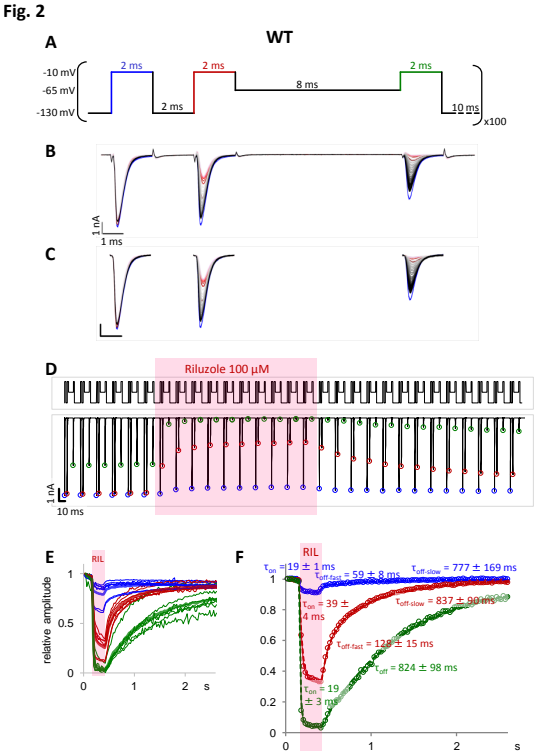 Fig. 2
WT
A
2 ms
2 ms
2 ms
-10 mV
-65 mV
-130 mV
8 ms
2 ms
10 ms
x100
B
1 nA
1 ms
C
D
Riluzole 100 µM
1 nA
10 ms
E
RIL
relative amplitude
1
0.5
0
0
1
2
s
F
RIL
τon = 19 ± 1 ms
τoff-fast = 59 ± 8 ms
τoff-slow = 777 ± 169 ms
τon = 39 ± 4 ms
τoff-slow = 837 ± 90 ms
τoff-fast = 128 ± 15 ms
τoff = 824 ± 98 ms
τon = 19 ± 3 ms
1
0.8
0.6
0.4
0.2
0
0
1
2
s